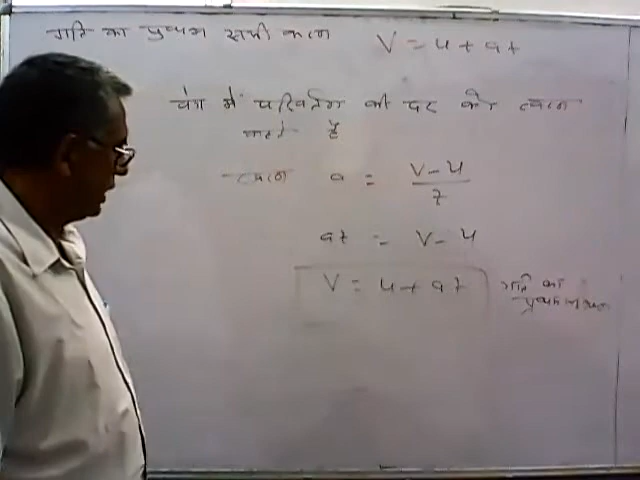 गति का प्रथम समी करण V = u + at
वेग में परिवर्तन की दर को त्वरण
कहते है
त्वरण a = V - u / t
at = V - u
V = u + at गति का
प्रथम समीकरण